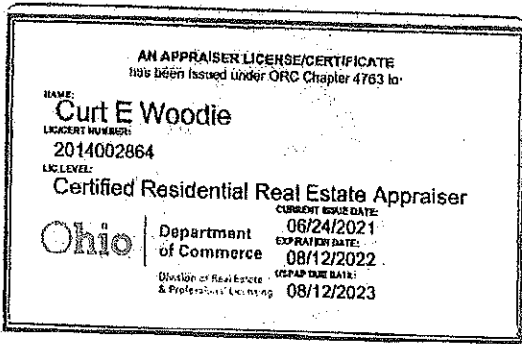 AN APPRAISER LICENSE/CERTIFICATE
has been issued under ORC Chapter 4763 to:
NAME:
Curt E Woodie
LIC/CERT NUMBER:
2014002864
LIC LEVEL:
Certified Residential Real Estate Appraiser
CURRENT ISSUE DATE:
06/24/2021
EXPIRATION DATE:
08/12/2022
USPAP DUE DATE:
08/12/2023
Ohio
Department
of Commerce
Division of Real Estate
& Professional Licensing